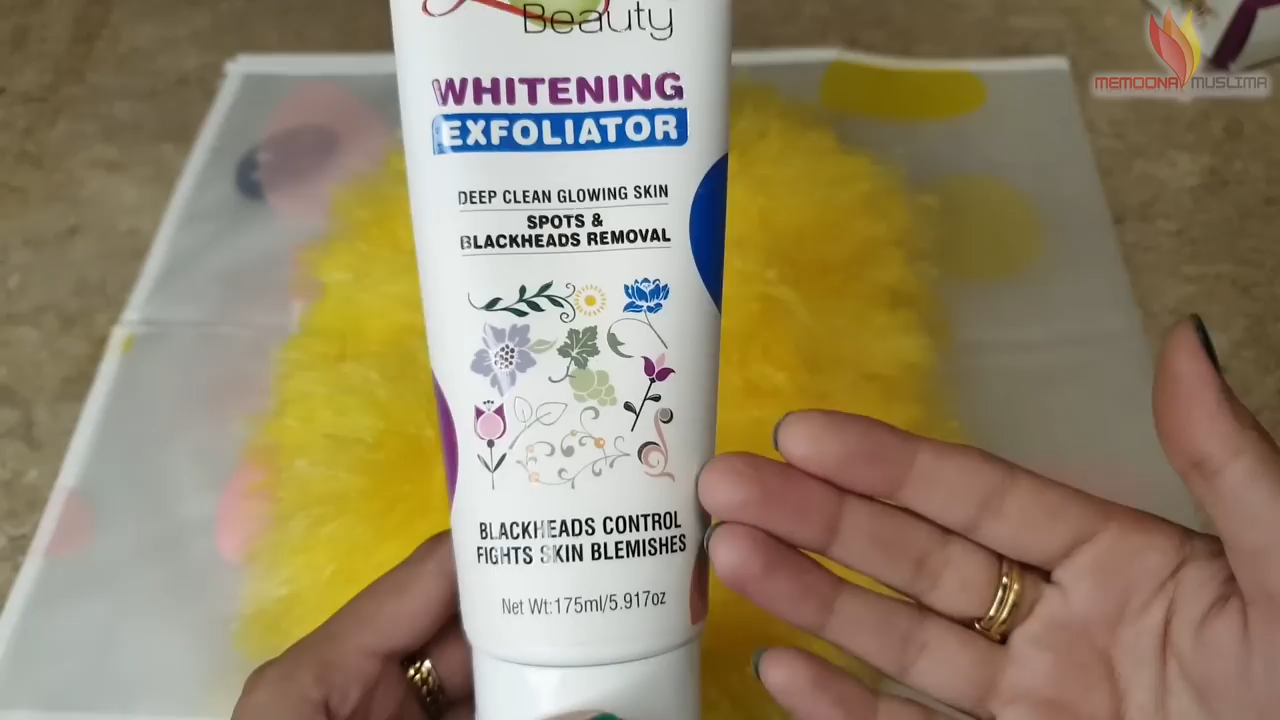 Beauty
WHITENING
EXFOLIATOR
DEEP CLEAN GLOWING SKIN
SPOTS &
BLACKHEADS REMOVAL
BLACKHEADS CONTROL
FIGHTS SKIN BLEMISHES
Net Wt:175ml/5.917oz
MEMOONA MUSLIMA